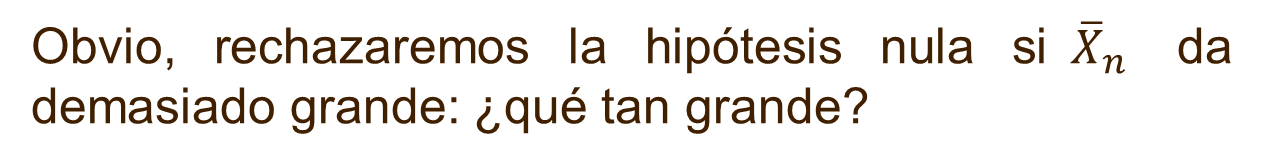 Obvio, rechazaremos la hipótesis nula si X̄ₙ da
demasiado grande: ¿qué tan grande?